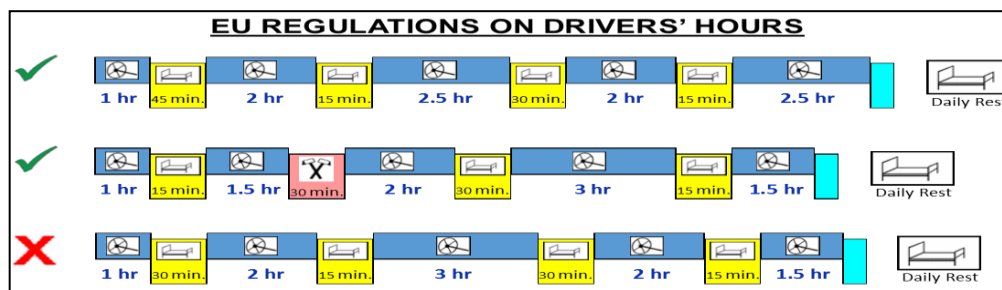 EU REGULATIONS ON DRIVERS' HOURS
1 hr 45 min. 2 hr 15 min. 2.5 hr 30 min. 2 hr 15 min. 2.5 hr Daily Rest
1 hr 15 min. 1.5 hr 30 min. 2 hr 30 min. 3 hr 15 min. 1.5 hr Daily Rest
1 hr 30 min. 2 hr 15 min. 3 hr 30 min. 2 hr 15 min. 1.5 hr Daily Rest